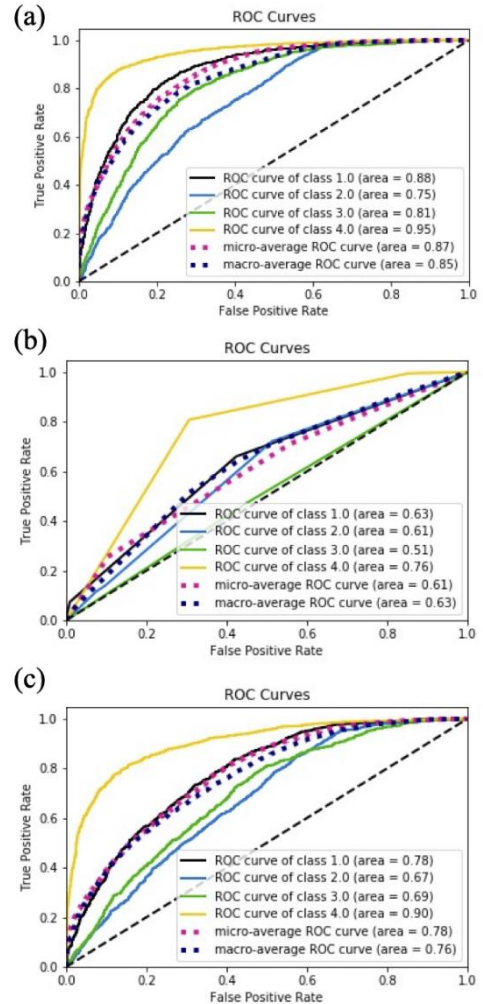 (a)
ROC Curves
1.0
0.8
0.6
0.4
0.2
0.0
True Positive Rate
ROC curve of class 1.0 (area = 0.88)
ROC curve of class 2.0 (area = 0.75)
ROC curve of class 3.0 (area = 0.81)
ROC curve of class 4.0 (area = 0.95)
micro-average ROC curve (area = 0.87)
macro-average ROC curve (area = 0.85)
0.0 0.2 0.4 0.6 0.8 1.0
False Positive Rate
(b)
ROC Curves
1.0
0.8
0.6
0.4
0.2
0.0
True Positive Rate
ROC curve of class 1.0 (area = 0.63)
ROC curve of class 2.0 (area = 0.61)
ROC curve of class 3.0 (area = 0.51)
ROC curve of class 4.0 (area = 0.76)
micro-average ROC curve (area = 0.61)
macro-average ROC curve (area = 0.63)
0.0 0.2 0.4 0.6 0.8 1.0
False Positive Rate
(c)
ROC Curves
1.0
0.8
0.6
0.4
0.2
0.0
True Positive Rate
ROC curve of class 1.0 (area = 0.78)
ROC curve of class 2.0 (area = 0.67)
ROC curve of class 3.0 (area = 0.69)
ROC curve of class 4.0 (area = 0.90)
micro-average ROC curve (area = 0.78)
macro-average ROC curve (area = 0.76)
0.0 0.2 0.4 0.6 0.8 1.0
False Positive Rate